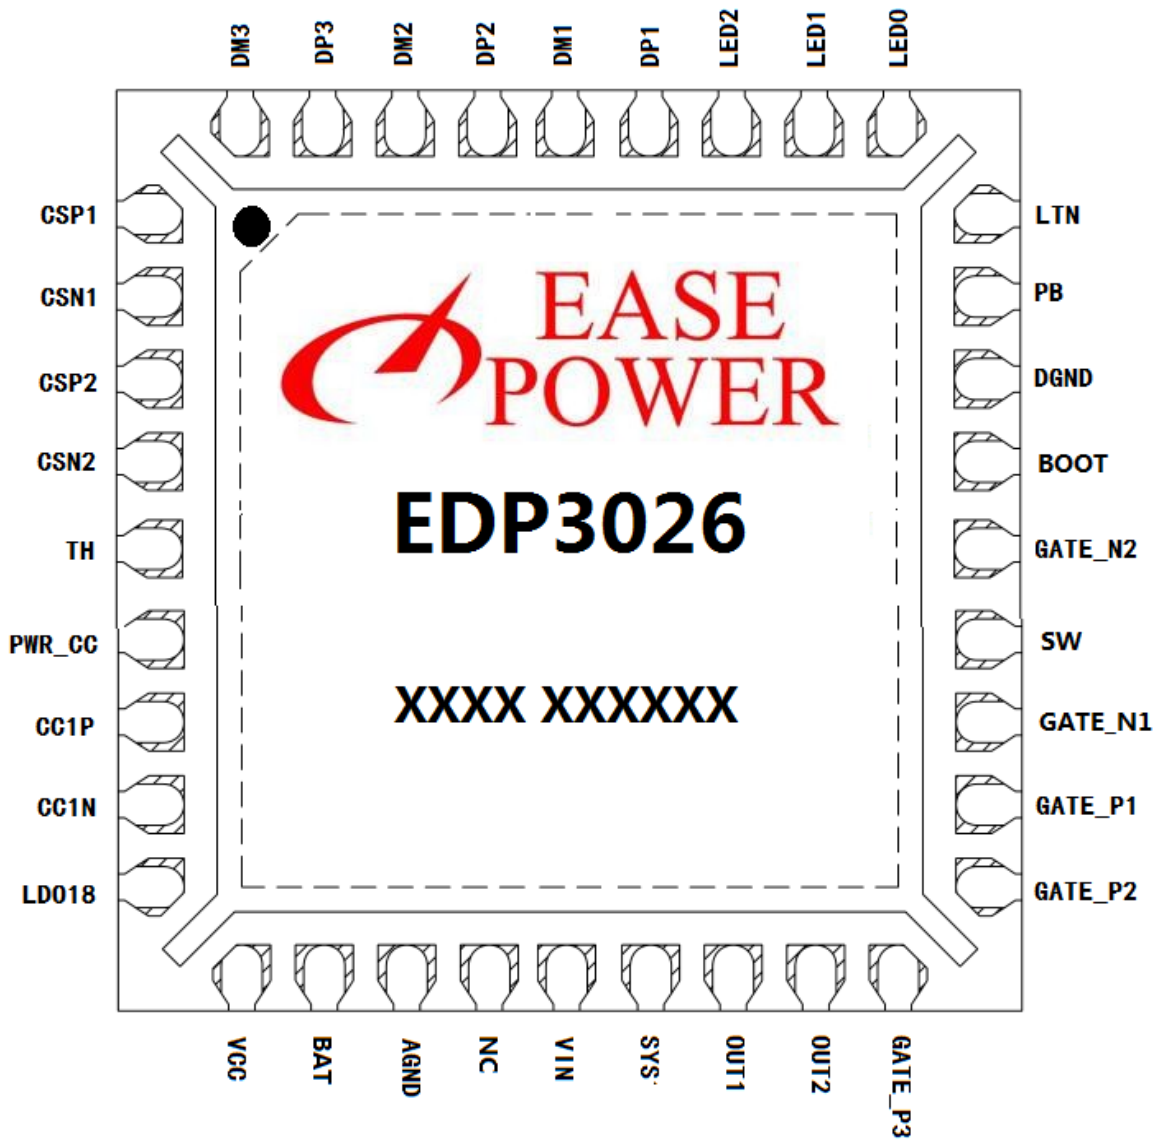 DM3
DP3
DM2
DP2
DM1
DP1
LED2
LED1
LED0
CSP1
CSN1
CSP2
CSN2
TH
PWR_CC
CC1P
CC1N
LDO18
EASE
POWER
EDP3026
XXXX XXXXXX
LTN
PB
DGND
BOOT
GATE_N2
SW
GATE_N1
GATE_P1
GATE_P2
VCC
BAT
AGND
NC
VIN
SYS
OUT1
OUT2
GATE_P3